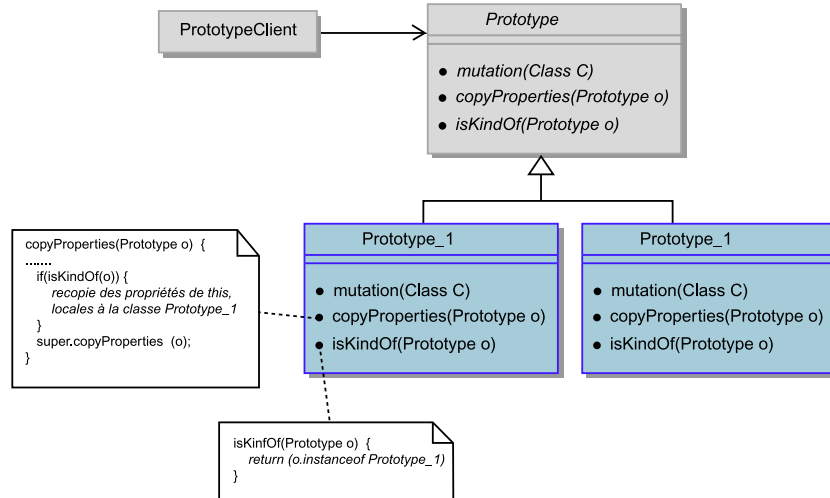 PrototypeClient
Prototype
mutation(Class C)
copyProperties(Prototype o)
isKindOf(Prototype o)
Prototype_1
mutation(Class C)
copyProperties(Prototype o)
isKindOf(Prototype o)
Prototype_1
mutation(Class C)
copyProperties(Prototype o)
isKindOf(Prototype o)
copyProperties(Prototype o) {
.......
if(isKindOf(o)) {
recopie des propriétés de this,
locales à la classe Prototype_1
}
super.copyProperties (o);
}
isKinfOf(Prototype o) {
return (o.instanceof Prototype_1)
}